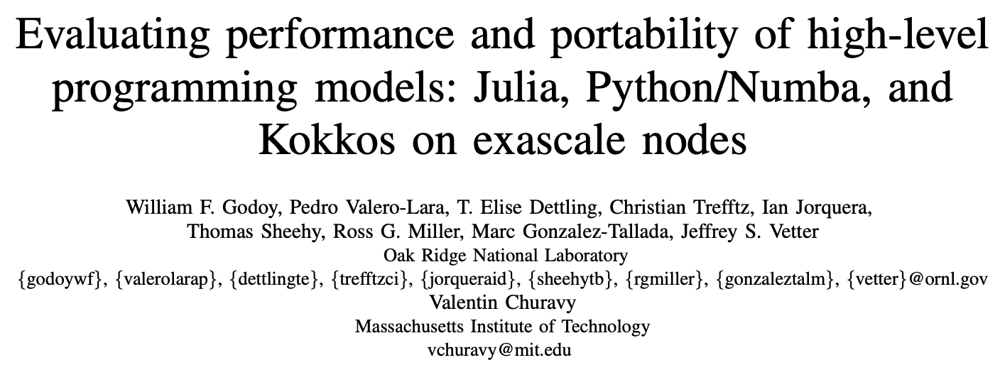 Evaluating performance and portability of high-level
programming models: Julia, Python/Numba, and
Kokkos on exascale nodes
William F. Godoy, Pedro Valero-Lara, T. Elise Dettling, Christian Trefftz, Ian Jorquera,
Thomas Sheehy, Ross G. Miller, Marc Gonzalez-Tallada, Jeffrey S. Vetter
Oak Ridge National Laboratory
{godoywf}, {valerolarap}, {dettlingte}, {trefftzci}, {jorqueraid}, {sheehytb}, {rgmiller}, {gonzaleztalm}, {vetter}@ornl.gov
Valentin Churavy
Massachusetts Institute of Technology
vchuravy@mit.edu